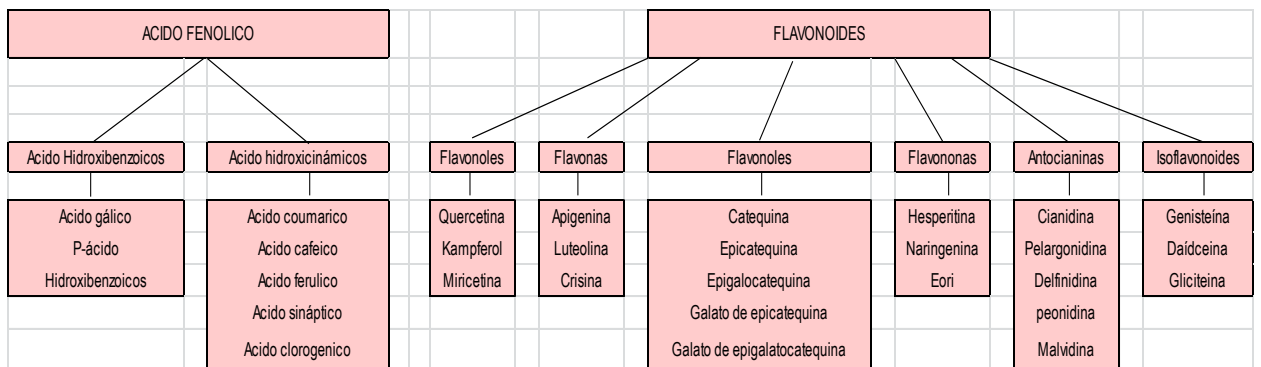 ACIDO FENOLICO
FLAVONOIDES
Acido Hidroxibenzoicos
Acido hidroxicinámicos
Flavonoles
Flavonas
Flavonoles
Flavononas
Antocianinas
Isoflavonoides
Acido gálico
P-ácido
Hidroxibenzoicos
Acido coumarico
Acido cafeico
Acido ferulico
Acido sináptico
Acido clorogenico
Quercetina
Kampferol
Miricetina
Apigenina
Luteolina
Crisina
Catequina
Epicatequina
Epigalocatequina
Galato de epicatequina
Galato de epigalatocatequina
Hesperitina
Naringenina
Eori
Cianidina
Pelargonidina
Delfinidina
peonidina
Malvidina
Genisteína
Daídceina
Gliciteina